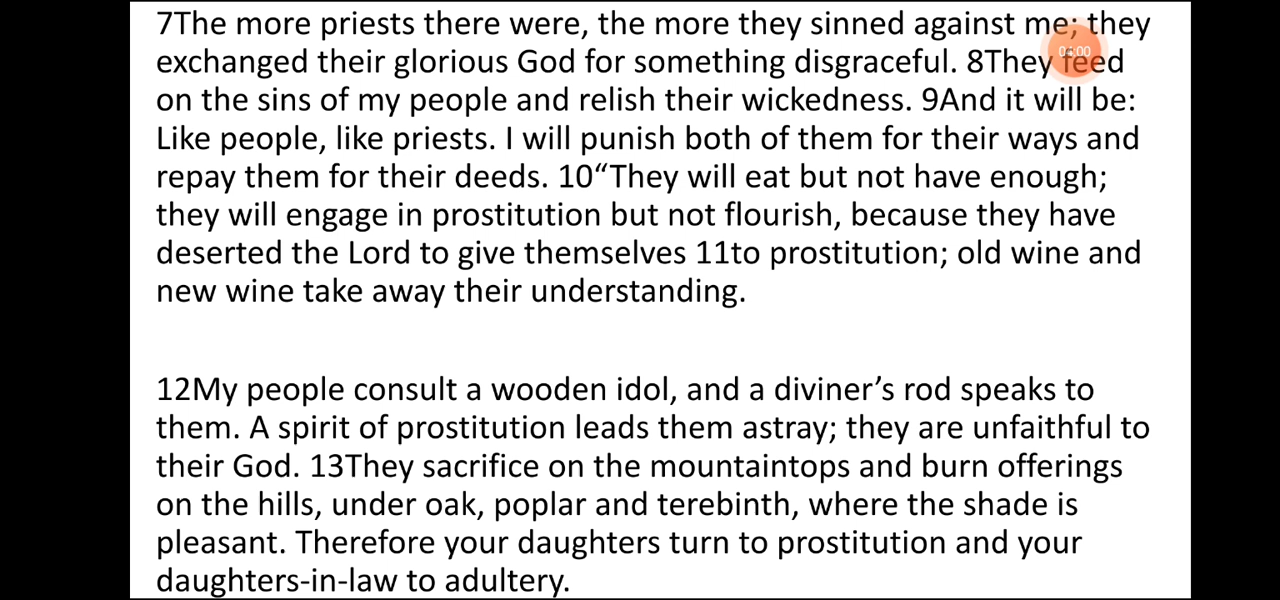 7The more priests there were, the more they sinned against me; they
exchanged their glorious God for something disgraceful. 8They feed
on the sins of my people and relish their wickedness. 9And it will be:
Like people, like priests. I will punish both of them for their ways and
repay them for their deeds. 10“They will eat but not have enough;
they will engage in prostitution but not flourish, because they have
deserted the Lord to give themselves 11to prostitution; old wine and
new wine take away their understanding.
12My people consult a wooden idol, and a diviner’s rod speaks to
them. A spirit of prostitution leads them astray; they are unfaithful to
their God. 13They sacrifice on the mountaintops and burn offerings
on the hills, under oak, poplar and terebinth, where the shade is
pleasant. Therefore your daughters turn to prostitution and your
daughters-in-law to adultery.
04:00